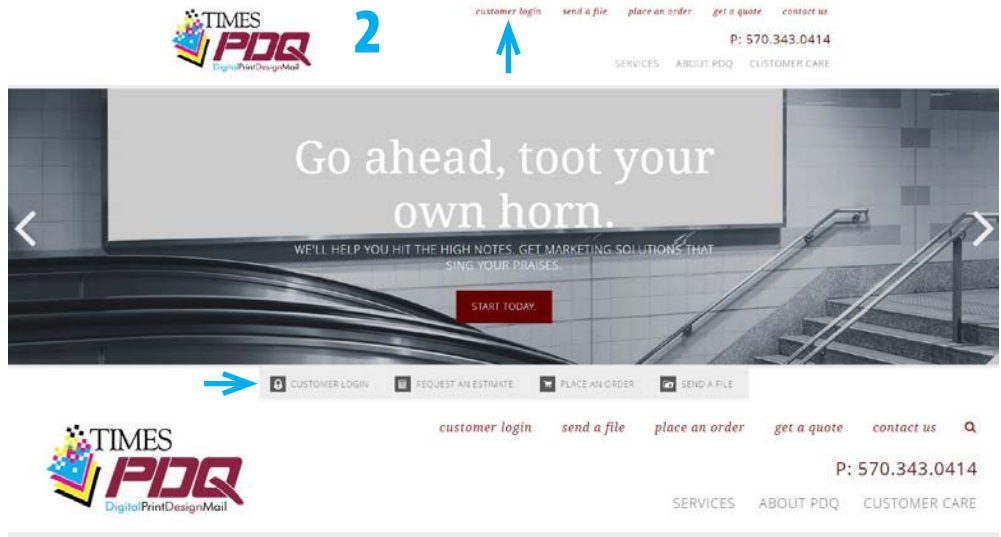 TIMES
PDQ
DigitalPrintDesignMail
2
customer login send a file place an order get a quote contact us
P: 570.343.0414
SERVICES ABOUT PDQ CUSTOMER CARE
Go ahead, toot your
own horn.
WE'LL HELP YOU HIT THE HIGH NOTES. GET MARKETING SOLUTIONS THAT
SING YOUR PRAISES.
START TODAY.
CUSTOMER LOGIN REQUEST AN ESTIMATE PLACE AN ORDER SEND A FILE
TIMES
PDQ
DigitalPrintDesignMail
customer login send a file place an order get a quote contact us
P: 570.343.0414
SERVICES ABOUT PDQ CUSTOMER CARE